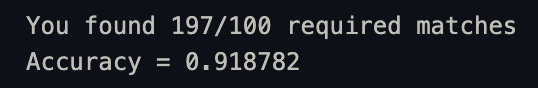 You found 197/100 required matches
Accuracy = 0.918782